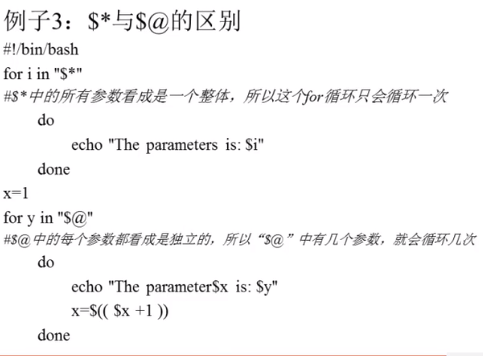 例子3：$*与$@的区别
#!/bin/bash
for i in "$*"
#$*中的所有参数看成是一个整体，所以这个for循环只会循环一次
do
echo "The parameters is: $i"
done
x=1
for y in "$@"
#$@中的每个参数都看成是独立的，所以“$@”中有几个参数，就会循环几次
do
echo "The parameter$x is: $y"
x=$(( $x +1 ))
done